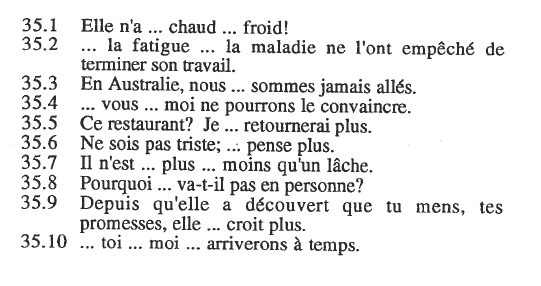 35.1 Elle n'a ... chaud ... froid!
35.2 ... la fatigue ... la maladie ne l'ont empêché de
terminer son travail.
35.3 En Australie, nous ... sommes jamais allés.
35.4 ... vous ... moi ne pourrons le convaincre.
35.5 Ce restaurant? Je ... retournerai plus.
35.6 Ne sois pas triste; ... pense plus.
35.7 Il n'est ... plus ... moins qu'un lâche.
35.8 Pourquoi ... va-t-il pas en personne?
35.9 Depuis qu'elle a découvert que tu mens, tes
promesses, elle ... croit plus.
35.10 ... toi ... moi ... arriverons à temps.